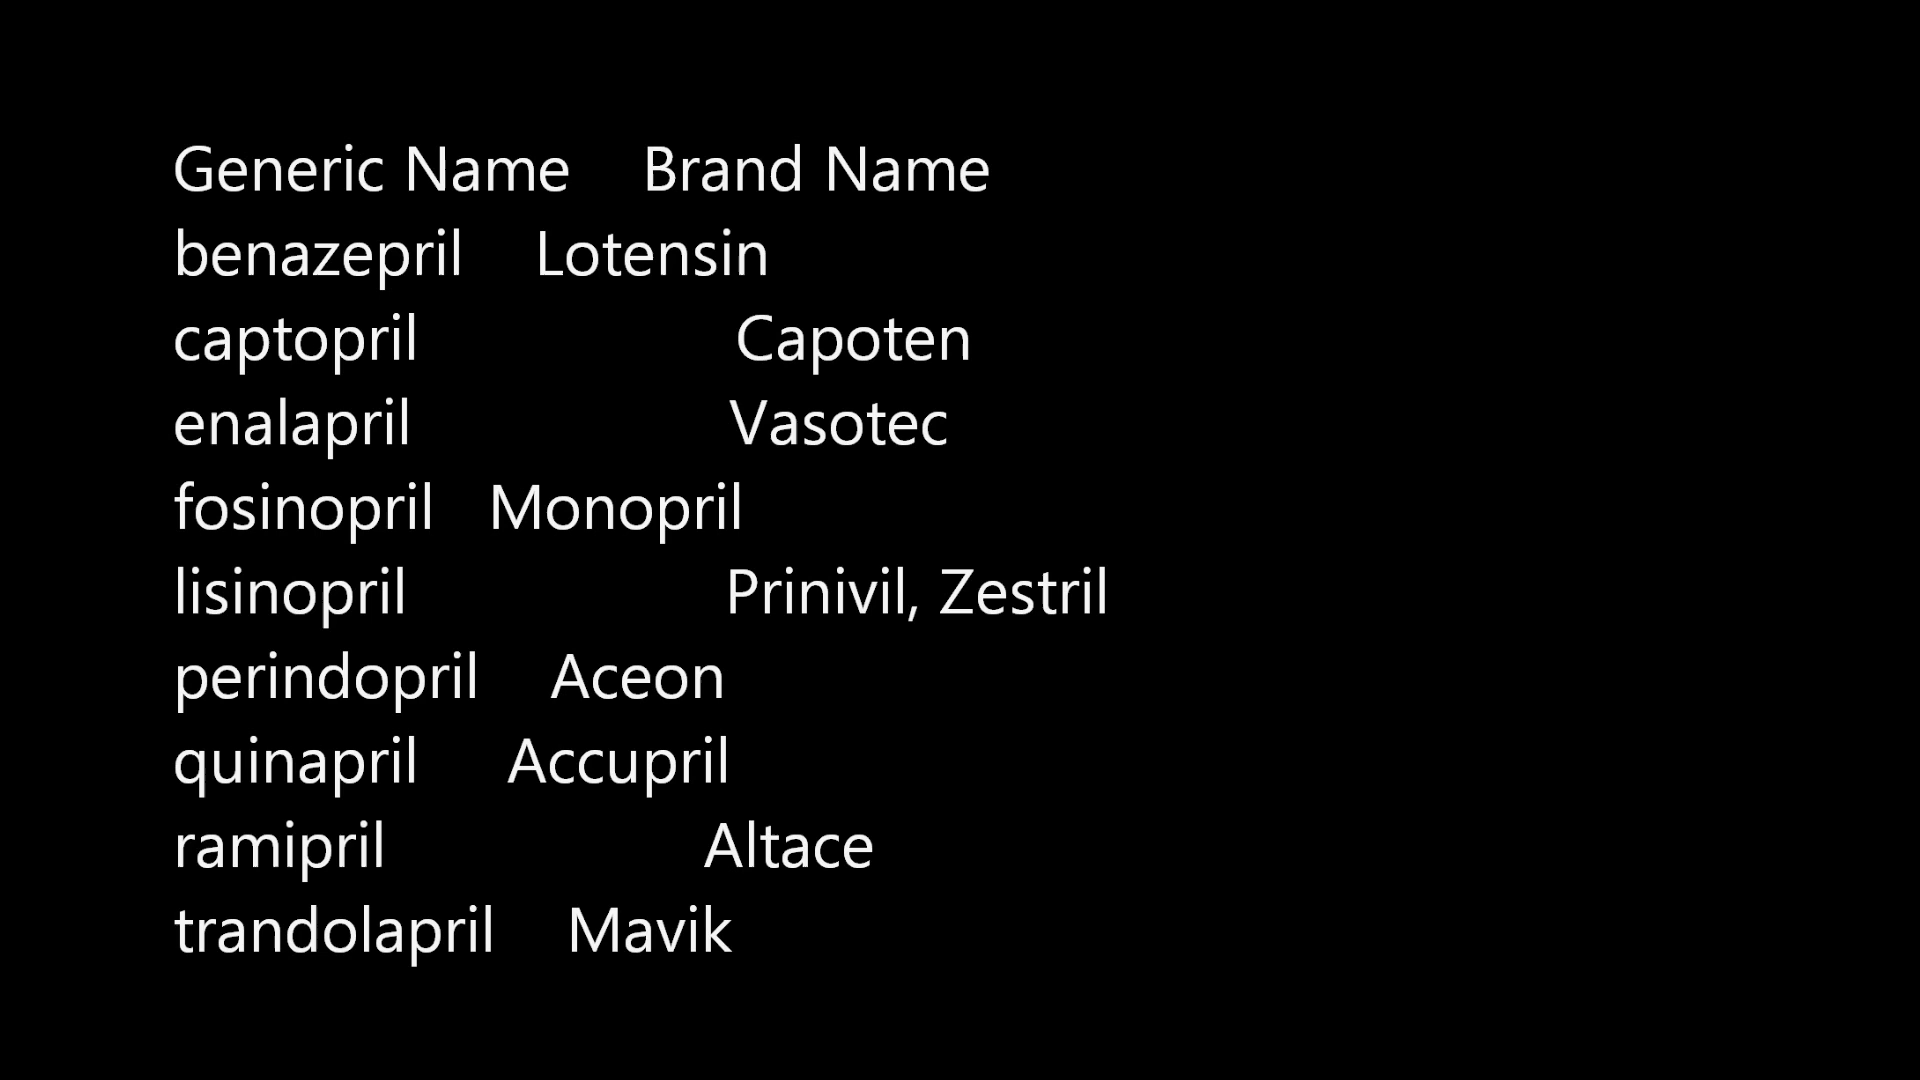 Generic Name Brand Name
benazepril Lotensin
captopril Capoten
enalapril Vasotec
fosinopril Monopril
lisinopril Prinivil, Zestril
perindopril Aceon
quinapril Accupril
ramipril Altace
trandolapril Mavik